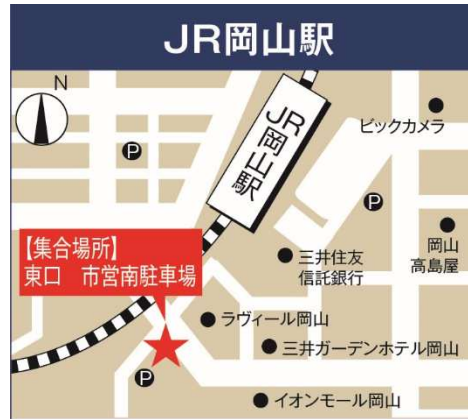 JR岡山駅
N
ビックカメラ
JR岡山駅
P
P
岡山
高島屋
【集合場所】
東口 市営南駐車場
三井住友
信託銀行
ラヴィール岡山
三井ガーデンホテル岡山
P
イオンモール岡山